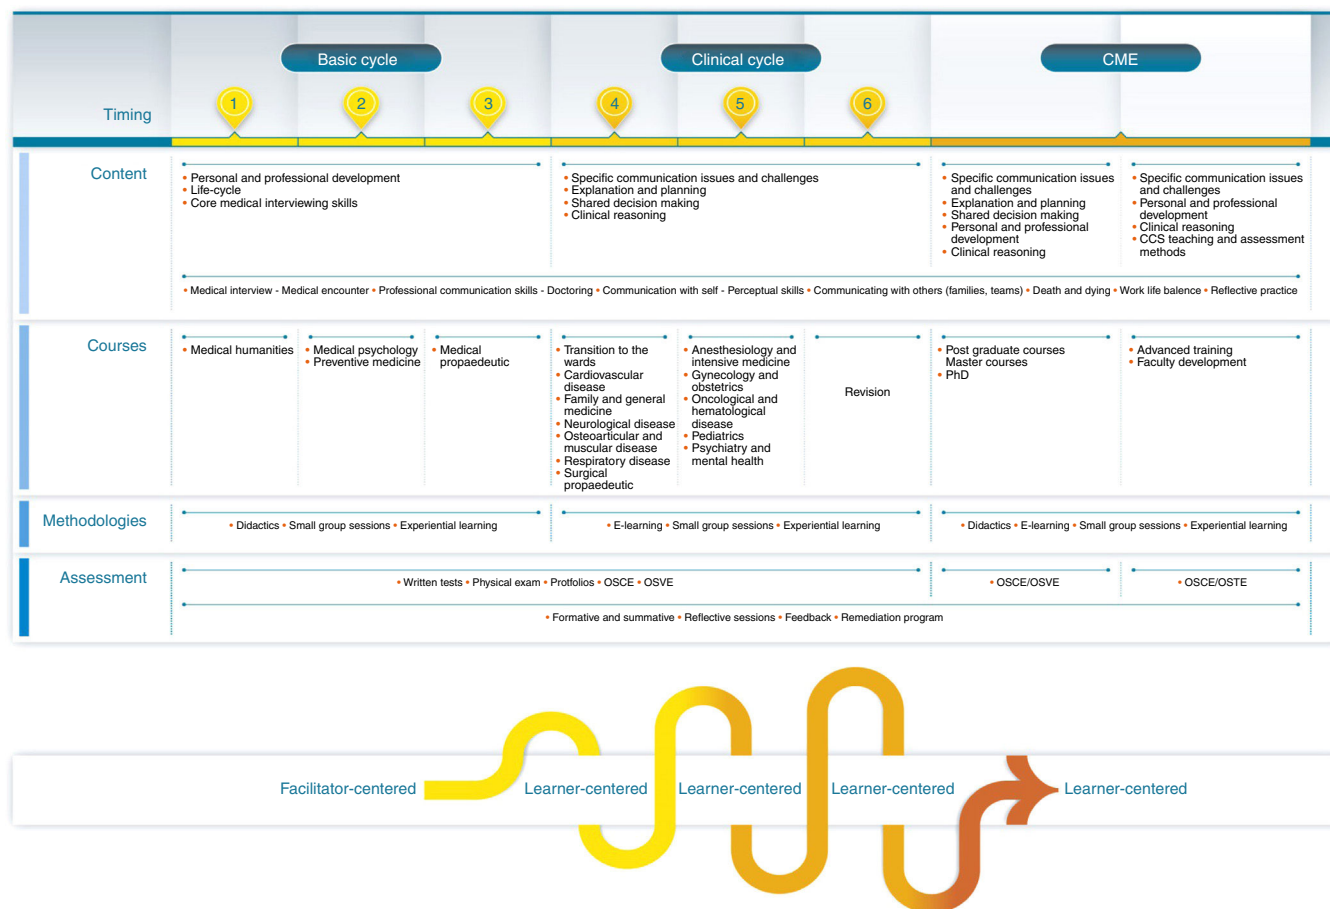 Basic cycle
Clinical cycle
CME
Timing
1
2
3
4
5
6
Content
• Personal and professional development
• Life-cycle
• Core medical interviewing skills
• Specific communication issues and challenges
• Explanation and planning
• Shared decision making
• Clinical reasoning
• Specific communication issues
and challenges
• Explanation and planning
• Shared decision making
• Personal and professional
development
• Clinical reasoning
• Specific communication issues
and challenges
• Personal and professional
development
• Clinical reasoning
• CCS teaching and assessment
methods
• Medical interview - Medical encounter • Professional communication skills - Doctoring • Communication with self - Perceptual skills • Communicating with others (families, teams) • Death and dying • Work life balence • Reflective practice
Courses
• Medical humanities
• Medical psychology
• Preventive medicine
• Medical
propaedeutic
• Transition to the
wards
• Cardiovascular
disease
• Family and general
medicine
• Neurological disease
• Osteoarticular and
muscular disease
• Respiratory disease
• Surgical
propaedeutic
• Anesthesiology and
intensive medicine
• Gynecology and
obstetrics
• Oncological and
hematological
disease
• Pediatrics
• Psychiatry and
mental health
Revision
• Post graduate courses
Master courses
• PhD
• Advanced training
• Faculty development
Methodologies
• Didactics • Small group sessions • Experiential learning
• E-learning • Small group sessions • Experiential learning
• Didactics • E-learning • Small group sessions • Experiential learning
Assessment
• Written tests • Physical exam • Protfolios • OSCE • OSVE
• OSCE/OSVE
• OSCE/OSTE
• Formative and summative • Reflective sessions • Feedback • Remediation program
Facilitator-centered
Learner-centered
Learner-centered
Learner-centered
Learner-centered